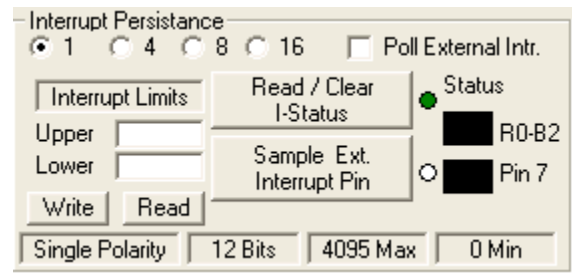 Interrupt Persistance
1 4 8 16 Poll External Intr.
Interrupt Limits
Read / Clear
I-Status
Status
Upper
R0-B2
Lower
Sample Ext.
Interrupt Pin
Pin 7
Write Read
Single Polarity 12 Bits 4095 Max 0 Min